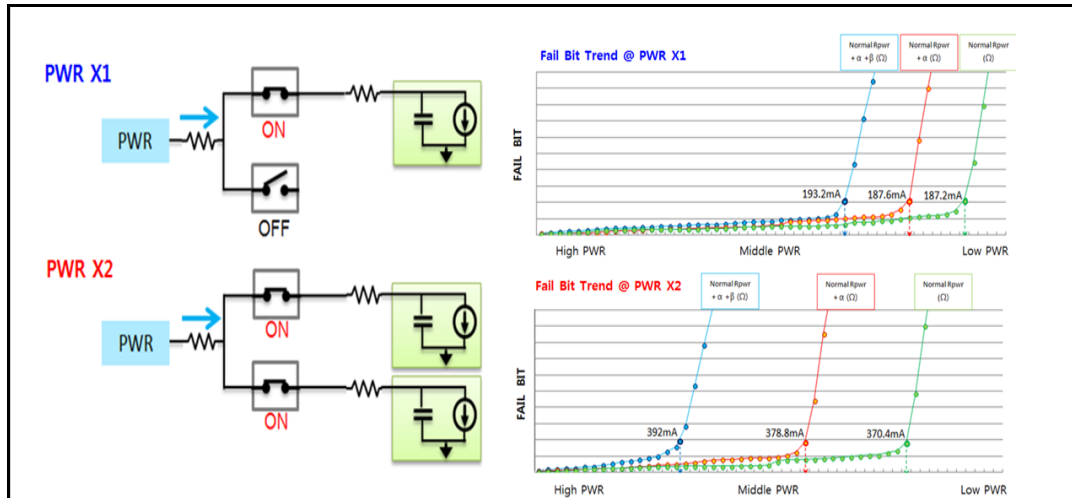 PWR X1
PWR
ON
OFF
PWR X2
PWR
ON
ON
Fail Bit Trend @ PWR X1
Normal Rpwr
+ α +β (Ω)
Normal Rpwr
+ α (Ω)
Normal Rpwr
(Ω)
FAIL BIT
193.2mA
187.6mA
187.2mA
High PWR
Middle PWR
Low PWR
Fail Bit Trend @ PWR X2
Normal Rpwr
+ α +β (Ω)
Normal Rpwr
+ α (Ω)
Normal Rpwr
(Ω)
FAIL BIT
392mA
378.8mA
370.4mA
High PWR
Middle PWR
Low PWR